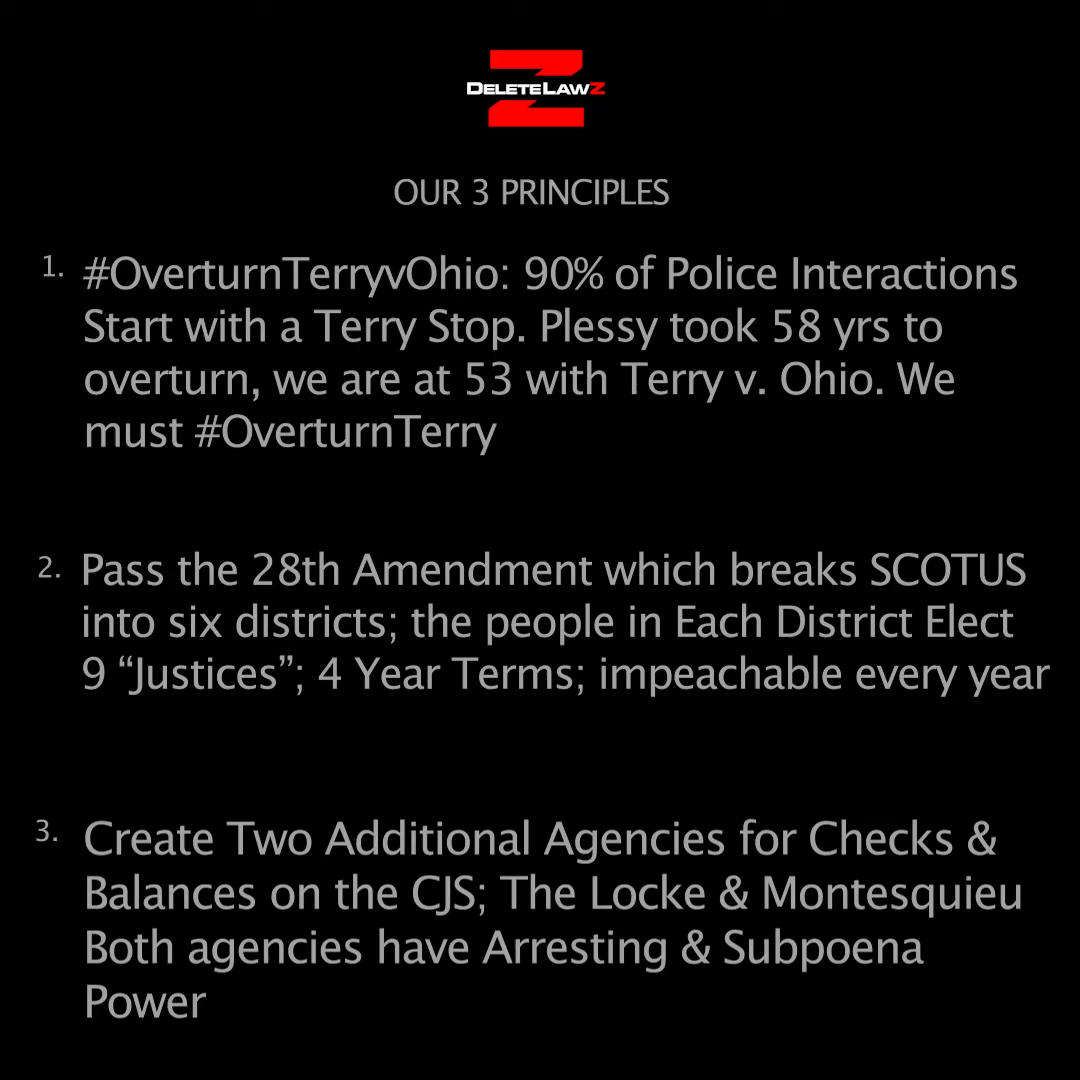 DELETELAWZ
OUR 3 PRINCIPLES
1. #OverturnTerryvOhio: 90% of Police Interactions
Start with a Terry Stop. Plessy took 58 yrs to
overturn, we are at 53 with Terry v. Ohio. We
must #OverturnTerry
2. Pass the 28th Amendment which breaks SCOTUS
into six districts; the people in Each District Elect
9 “Justices”; 4 Year Terms; impeachable every year
3. Create Two Additional Agencies for Checks &
Balances on the CJS; The Locke & Montesquieu
Both agencies have Arresting & Subpoena
Power